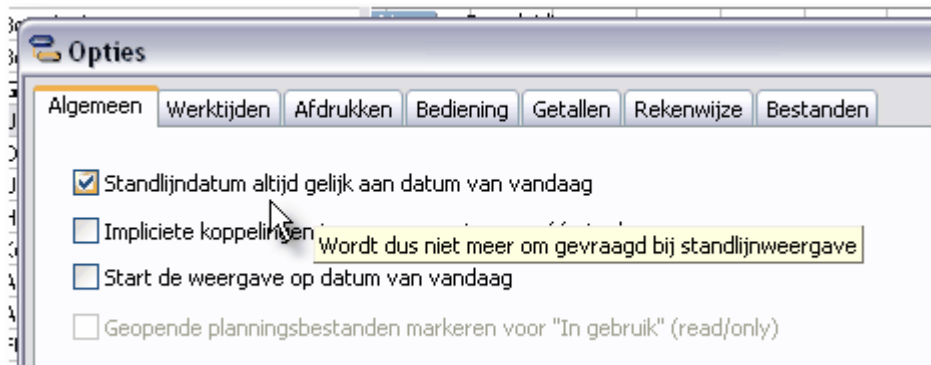 Opties
Algemeen Werktijden Afdrukken Bediening Getallen Rekenwijze Bestanden
Standlijndatum altijd gelijk aan datum van vandaag
Impliciete koppelingen
Wordt dus niet meer om gevraagd bij standlijnweergave
Start de weergave op datum van vandaag
Geopende planningsbestanden markeren voor "In gebruik" (read/only)